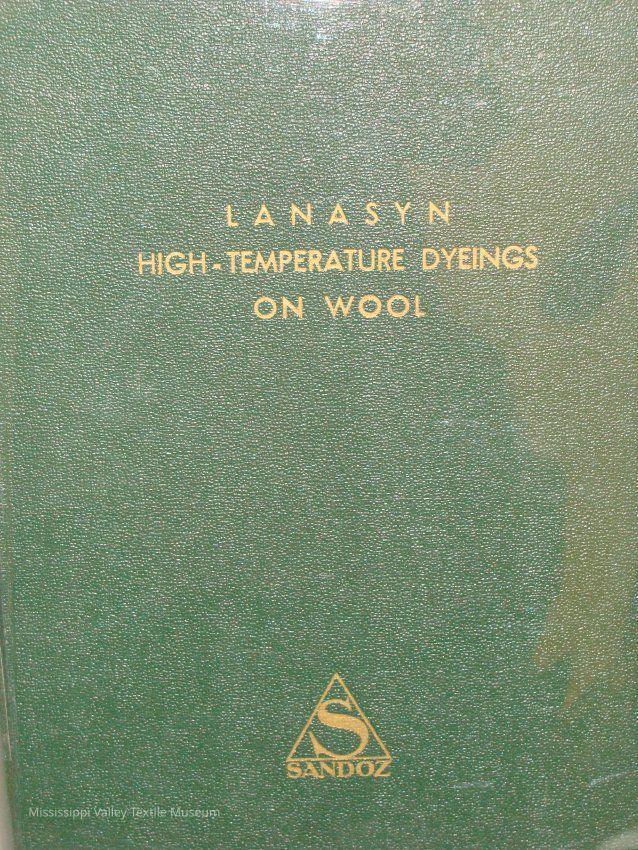 LANASYN
HIGH-TEMPERATURE DYEINGS
ON WOOL
S
SANDOZ
Mississippi Valley Textile Museum